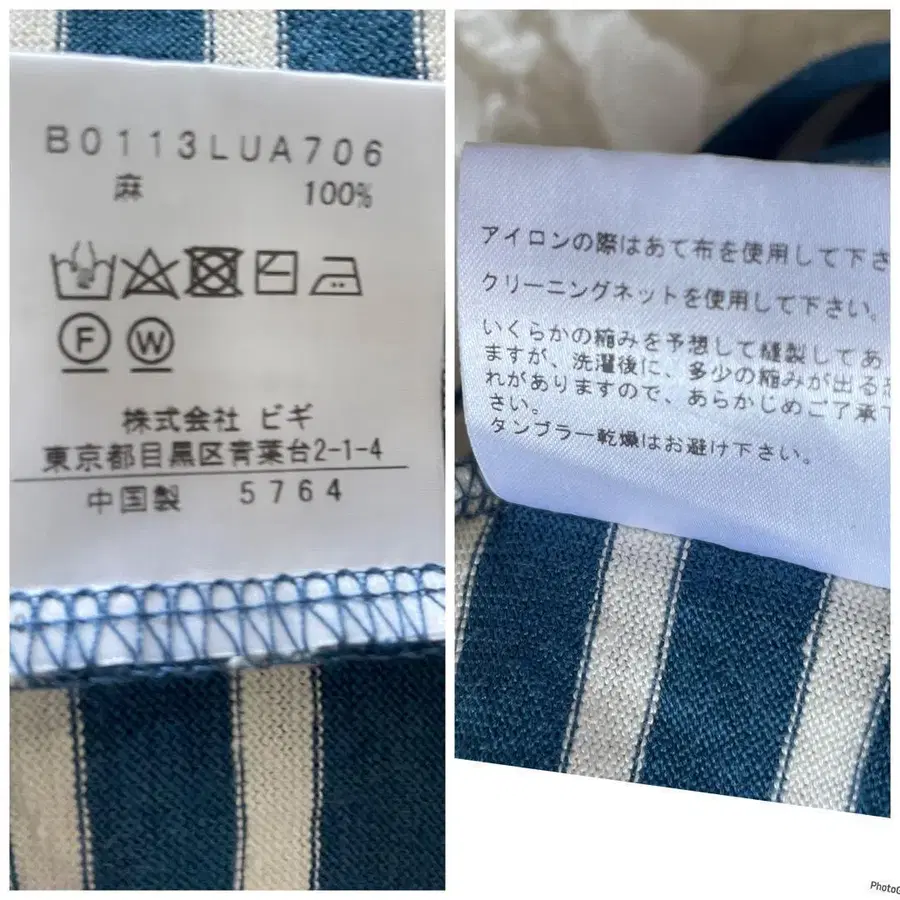 B0113LUA706
麻 100%
F W
株式会社 ビギ
東京都目黒区青葉台2-1-4
中国製 5764
アイロンの際はあて布を使用して下さ
クリーニングネットを使用して下さい。
いくらかの縮みを予想して縫製してあ
ますが、洗濯後に、多少の縮みが出る恐
れがありますので、あらかじめご了承下
さい。
タンブラー乾燥はお避け下さい。
PhotoG